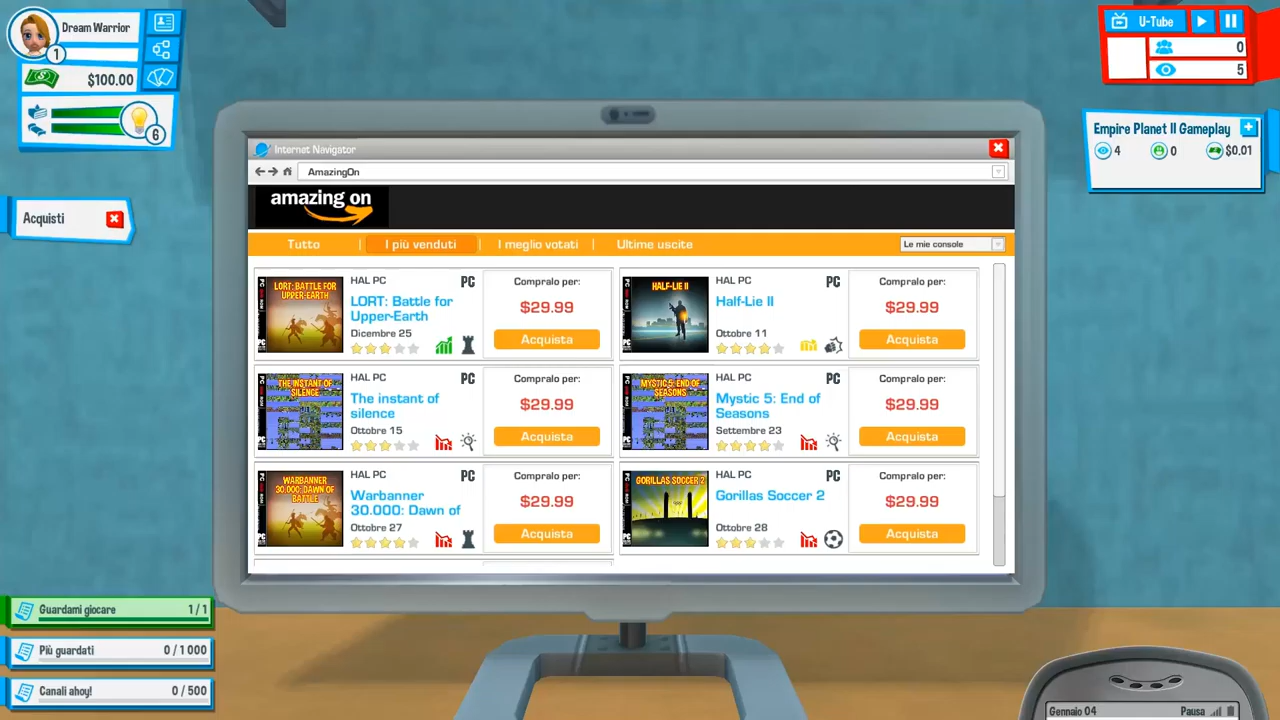 Dream Warrior
1
$100.00
6
U-Tube
0
5
Empire Planet II Gameplay
4
0
$0.01
Acquisti
Internet Navigator
AmazingOn
amazing on
Tutto
I più venduti
I meglio votati
Ultime uscite
Le mie console
LORT: BATTLE FOR
UPPER-EARTH
HAL PC
PC
LORT: Battle for
Upper-Earth
Dicembre 25
Compralo per:
$29.99
Acquista
HALF-LIE II
HAL PC
PC
Half-Lie II
Ottobre 11
Compralo per:
$29.99
Acquista
THE INSTANT OF
SILENCE
HAL PC
PC
The instant of
silence
Ottobre 15
Compralo per:
$29.99
Acquista
MYSTIC 5: END OF
SEASONS
HAL PC
PC
Mystic 5: End of
Seasons
Settembre 23
Compralo per:
$29.99
Acquista
WARBANNER
30.000: DAWN OF
BATTLE
HAL PC
PC
Warbanner
30.000: Dawn of
Ottobre 27
Compralo per:
$29.99
Acquista
GORILLAS SOCCER 2
HAL PC
PC
Gorillas Soccer 2
Ottobre 28
Compralo per:
$29.99
Acquista
Guardami giocare 1/1
Più guardati 0/1000
Canali ahoy! 0/500
Gennaio 04
Pausa